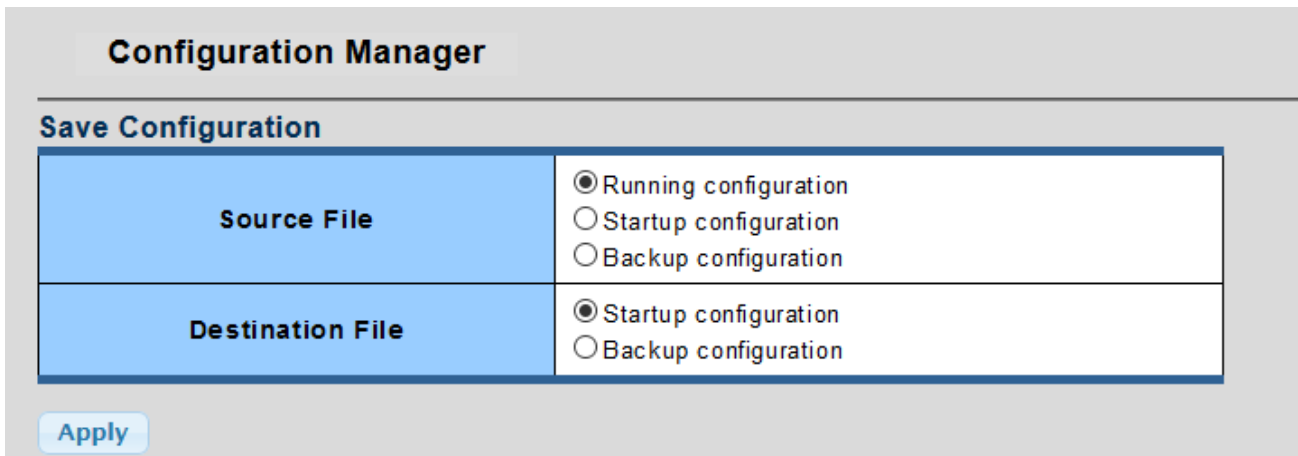 Configuration Manager
Save Configuration
Source File
Running configuration
Startup configuration
Backup configuration
Destination File
Startup configuration
Backup configuration
Apply